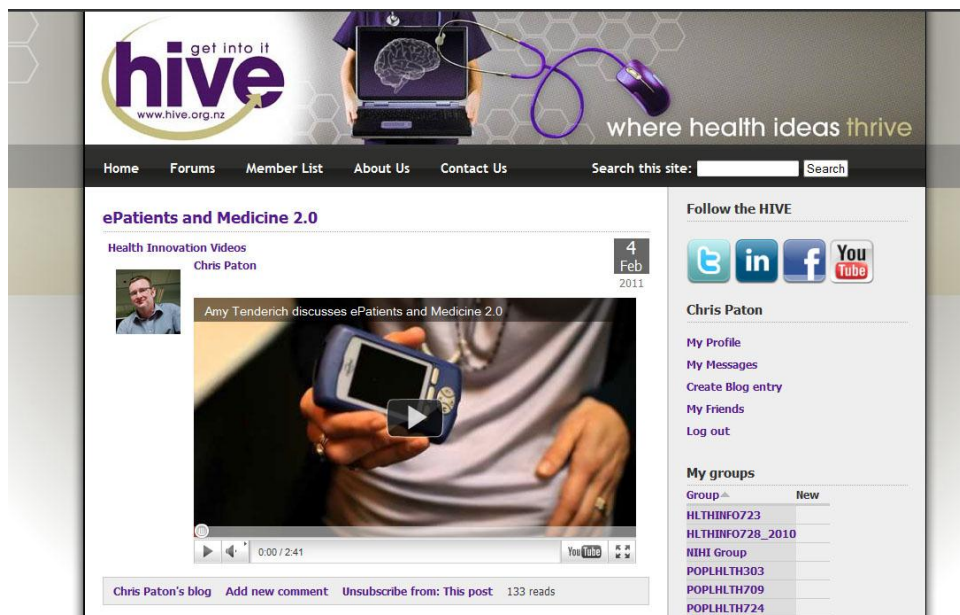 get into it
hive
www.hive.org.nz
where health ideas thrive
Home Forums Member List About Us Contact Us Search this site: Search
ePatients and Medicine 2.0
Health Innovation Videos
Chris Paton
4
Feb
2011
Amy Tenderich discusses ePatients and Medicine 2.0
0:00 / 2:41
YouTube
Chris Paton's blog Add new comment Unsubscribe from: This post 133 reads
Follow the HIVE
t in f You Tube
Chris Paton
My Profile
My Messages
Create Blog entry
My Friends
Log out
My groups
Group New
HLTHINFO723
HLTHINFO728_2010
NIHI Group
POPLHLTH303
POPLHLTH709
POPLHLTH724